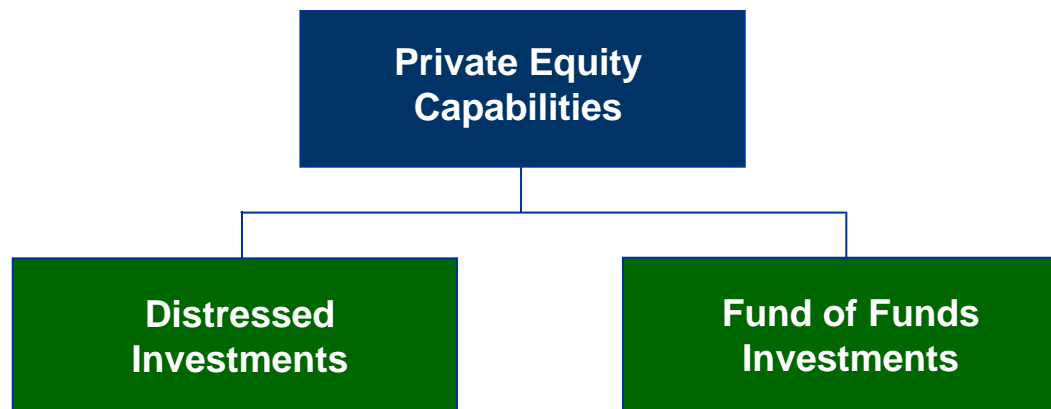 Private Equity
Capabilities
Distressed
Investments
Fund of Funds
Investments